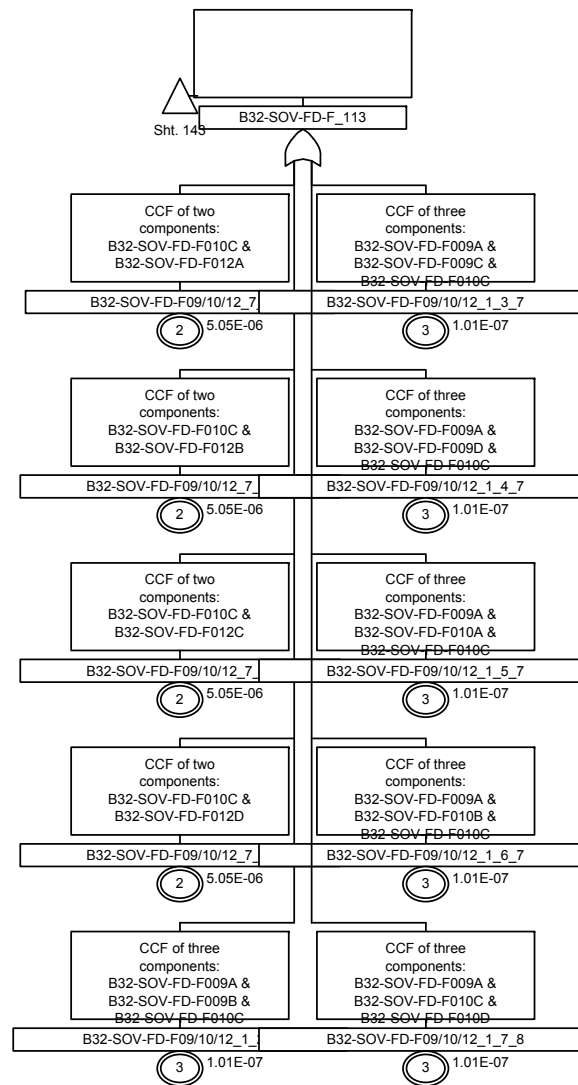 B32-SOV-FD-F_113
Sht. 143
CCF of two
components:
B32-SOV-FD-F010C &
B32-SOV-FD-F012A
B32-SOV-FD-F09/10/12_7_
2
5.05E-06
CCF of three
components:
B32-SOV-FD-F009A &
B32-SOV-FD-F009C &
B32-SOV-FD-F010C
B32-SOV-FD-F09/10/12_1_3_7
3
1.01E-07
CCF of two
components:
B32-SOV-FD-F010C &
B32-SOV-FD-F012B
B32-SOV-FD-F09/10/12_7_
2
5.05E-06
CCF of three
components:
B32-SOV-FD-F009A &
B32-SOV-FD-F009D &
B32-SOV-FD-F010C
B32-SOV-FD-F09/10/12_1_4_7
3
1.01E-07
CCF of two
components:
B32-SOV-FD-F010C &
B32-SOV-FD-F012C
B32-SOV-FD-F09/10/12_7_
2
5.05E-06
CCF of three
components:
B32-SOV-FD-F009A &
B32-SOV-FD-F010A &
B32-SOV-FD-F010C
B32-SOV-FD-F09/10/12_1_5_7
3
1.01E-07
CCF of two
components:
B32-SOV-FD-F010C &
B32-SOV-FD-F012D
B32-SOV-FD-F09/10/12_7_
2
5.05E-06
CCF of three
components:
B32-SOV-FD-F009A &
B32-SOV-FD-F010B &
B32-SOV-FD-F010C
B32-SOV-FD-F09/10/12_1_6_7
3
1.01E-07
CCF of three
components:
B32-SOV-FD-F009A &
B32-SOV-FD-F009B &
B32-SOV-FD-F010C
B32-SOV-FD-F09/10/12_1_
3
1.01E-07
CCF of three
components:
B32-SOV-FD-F009A &
B32-SOV-FD-F010C &
B32-SOV-FD-F010D
B32-SOV-FD-F09/10/12_1_7_8
3
1.01E-07